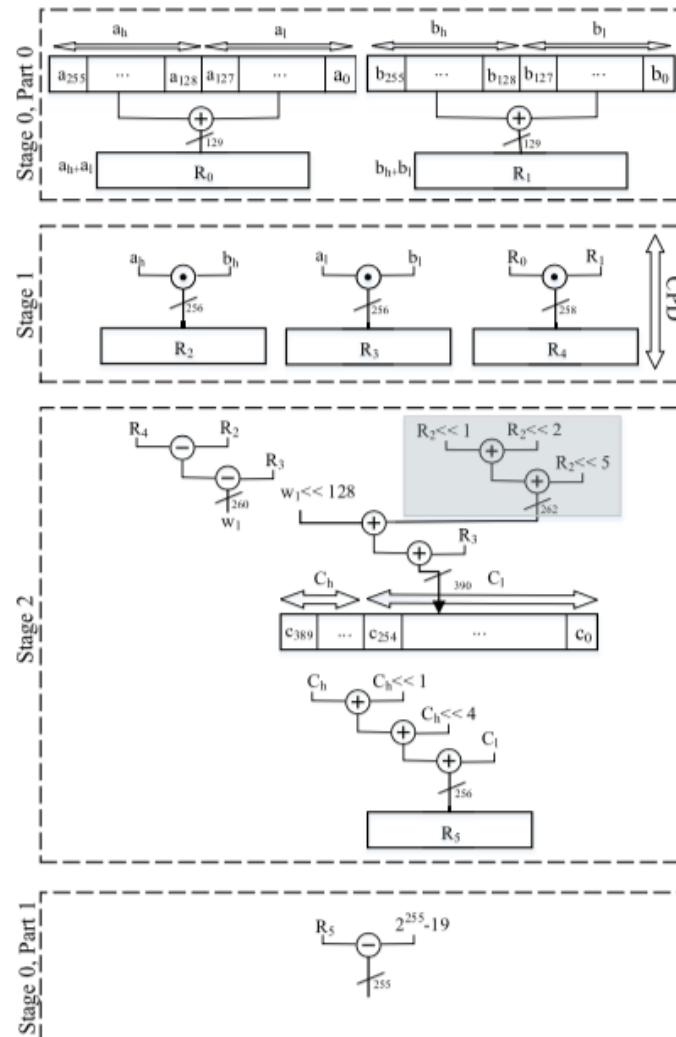 Stage 0, Part 0
a_h a_l b_h b_l
a_255 ... a_128 a_127 ... a_0 b_255 ... b_128 b_127 ... b_0
+ +
129 129
a_h+a_l R_0 b_h+b_l R_1
Stage 1
a_h b_h a_l b_l R_0 R_1
256 256 258
CPD
R_2 R_3 R_4
Stage 2
R_4 R_2 R_2<< 1 R_2<< 2
− +
R_3 R_2<< 5
− +
260 262
w_1 w_1<< 128
+
R_3
+
390
C_h C_l
c_389 ... c_254 ... c_0
C_h C_h<< 1
+
C_h<< 4
+
C_l
+
256
R_5
Stage 0, Part 1
R_5 2^255-19
−
255